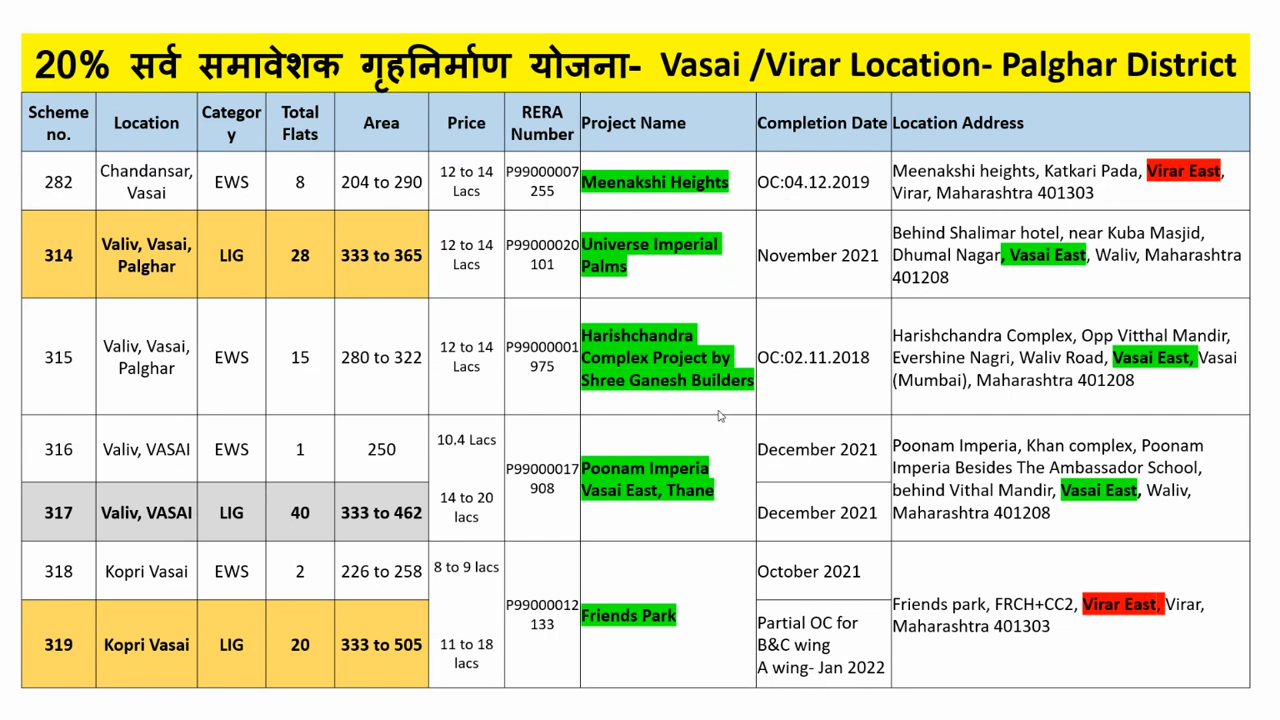 20% सर्व समावेशक गृहनिर्माण योजना- Vasai /Virar Location- Palghar District
Scheme no. Location Categor y Total Flats Area Price RERA Number Project Name Completion Date Location Address
282 Chandansar, Vasai EWS 8 204 to 290 12 to 14 Lacs P99000007 255 Meenakshi Heights OC:04.12.2019 Meenakshi heights, Katkari Pada, Virar East, Virar, Maharashtra 401303
314 Valiv, Vasai, Palghar LIG 28 333 to 365 12 to 14 Lacs P99000020 101 Universe Imperial Palms November 2021 Behind Shalimar hotel, near Kuba Masjid, Dhumal Nagar, Vasai East, Waliv, Maharashtra 401208
315 Valiv, Vasai, Palghar EWS 15 280 to 322 12 to 14 Lacs P99000001 975 Harishchandra Complex Project by Shree Ganesh Builders OC:02.11.2018 Harishchandra Complex, Opp Vitthal Mandir, Evershine Nagri, Waliv Road, Vasai East, Vasai (Mumbai), Maharashtra 401208
316 Valiv, VASAI EWS 1 250 10.4 Lacs P99000017 908 Poonam Imperia Vasai East, Thane December 2021 Poonam Imperia, Khan complex, Poonam Imperia Besides The Ambassador School, behind Vithal Mandir, Vasai East, Waliv, Maharashtra 401208
317 Valiv, VASAI LIG 40 333 to 462 14 to 20 lacs December 2021
318 Kopri Vasai EWS 2 226 to 258 8 to 9 lacs P99000012 133 Friends Park October 2021 Friends park, FRCH+CC2, Virar East, Virar, Maharashtra 401303
319 Kopri Vasai LIG 20 333 to 505 11 to 18 lacs Partial OC for B&C wing A wing- Jan 2022